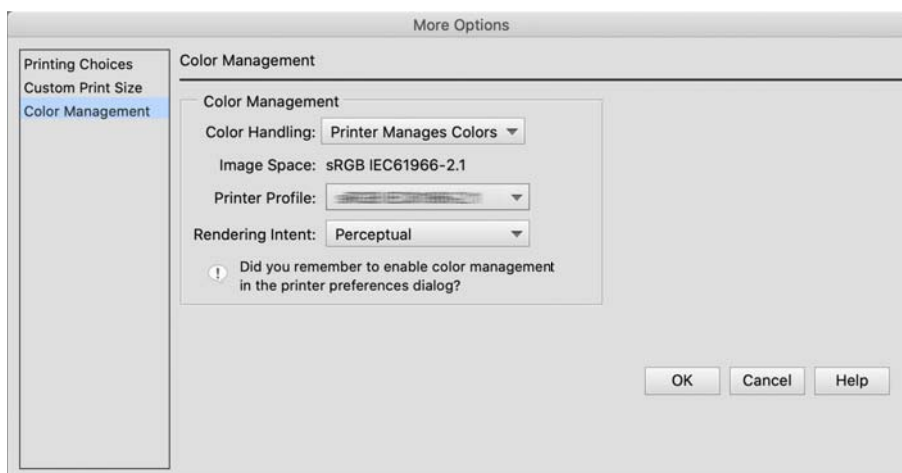 More Options
Printing Choices
Custom Print Size
Color Management
Color Management
Color Management
Color Handling: Printer Manages Colors
Image Space: sRGB IEC61966-2.1
Printer Profile:
Rendering Intent: Perceptual
! Did you remember to enable color management
in the printer preferences dialog?
OK Cancel Help